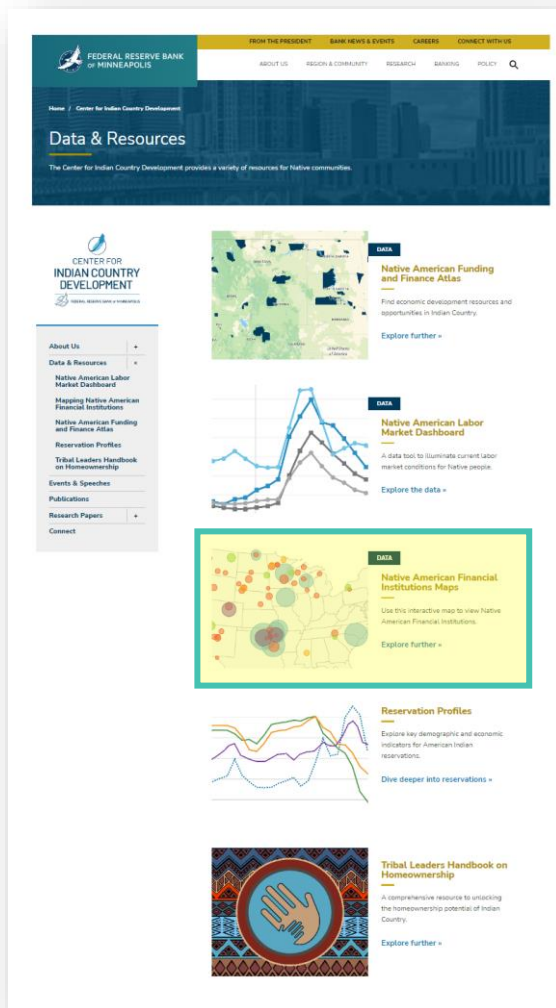 FROM THE PRESIDENT BANK NEWS & EVENTS CAREERS CONNECT WITH US
FEDERAL RESERVE BANK
OF MINNEAPOLIS
ABOUT US REGION & COMMUNITY RESEARCH BANKING POLICY
Home / Center for Indian Country Development
Data & Resources
The Center for Indian Country Development provides a variety of resources for Native communities.
CENTER FOR
INDIAN COUNTRY
DEVELOPMENT
FEDERAL RESERVE BANK of MINNEAPOLIS
About Us +
Data & Resources
Native American Labor
Market Dashboard
Mapping Native American
Financial Institutions
Native American Funding
and Finance Atlas
Reservation Profiles
Tribal Leaders Handbook
on Homeownership
Events & Speeches
Publications
Research Papers +
Connect
DATA
Native American Funding
and Finance Atlas
Find economic development resources and
opportunities in Indian Country.
Explore further »
DATA
Native American Labor
Market Dashboard
A data tool to illuminate current labor
market conditions for Native people.
Explore the data »
DATA
Native American Financial
Institutions Maps
Use this interactive map to view Native
American Financial Institutions.
Explore further »
Reservation Profiles
Explore key demographic and economic
indicators for American Indian
reservations.
Dive deeper into reservations »
Tribal Leaders Handbook on
Homeownership
A comprehensive resource to unlocking
the homeownership potential of Indian
Country.
Explore further »